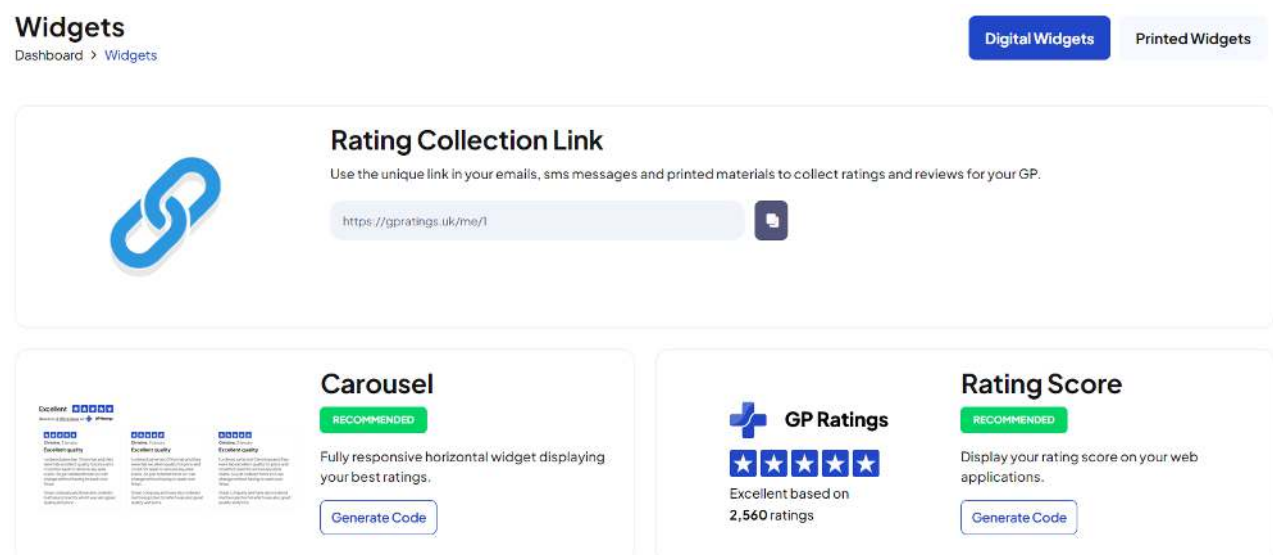 Widgets
Dashboard > Widgets
Digital Widgets
Printed Widgets
Rating Collection Link
Use the unique link in your emails, sms messages and printed materials to collect ratings and reviews for your GP.
https://gpratings.uk/me/1
Excellent
GP Ratings
Excellent quality
Excellent quality
Excellent quality
Carousel
RECOMMENDED
Fully responsive horizontal widget displaying
your best ratings.
Generate Code
GP Ratings
Excellent based on
2,560 ratings
Rating Score
RECOMMENDED
Display your rating score on your web
applications.
Generate Code